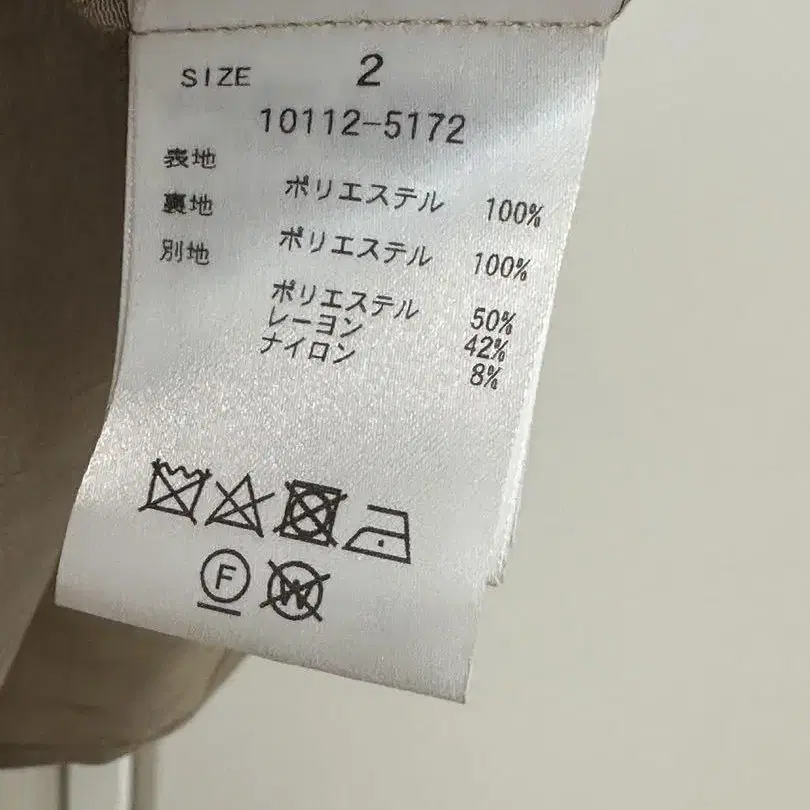 SIZE 2
10112-5172
表地 ポリエステル 100%
裏地 ポリエステル 100%
別地 ポリエステル 50%
レーヨン 42%
ナイロン 8%
F W